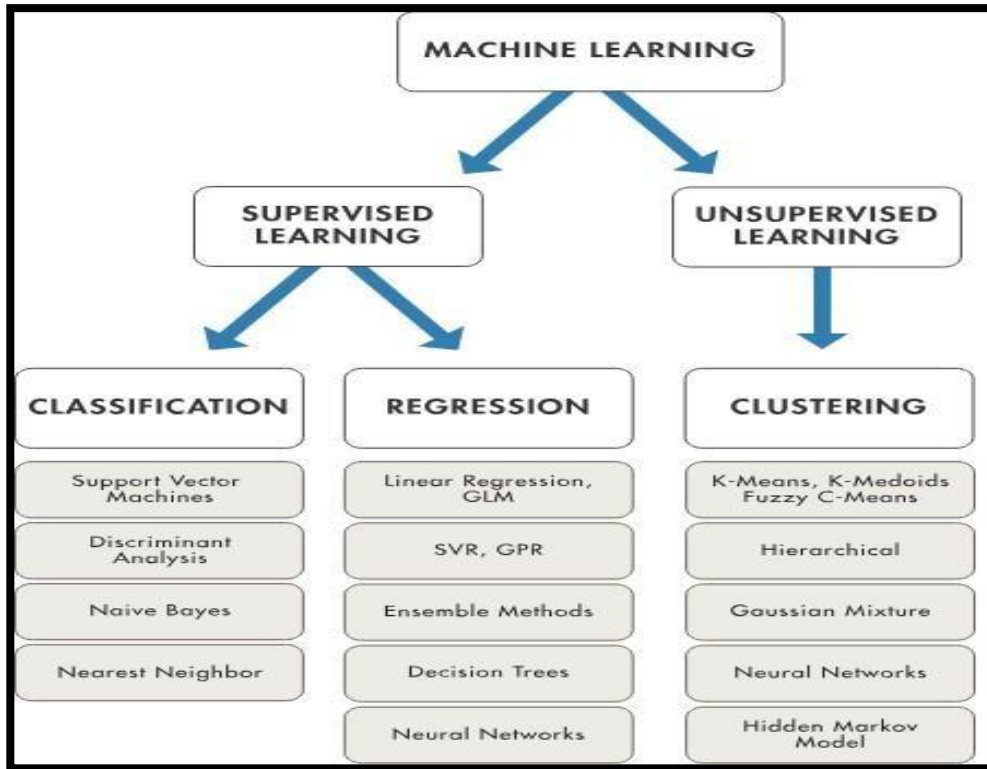 MACHINE LEARNING
SUPERVISED
LEARNING
UNSUPERVISED
LEARNING
CLASSIFICATION
Support Vector
Machines
Discriminant
Analysis
Naive Bayes
Nearest Neighbor
REGRESSION
Linear Regression,
GLM
SVR, GPR
Ensemble Methods
Decision Trees
Neural Networks
CLUSTERING
K-Means, K-Medoids
Fuzzy C-Means
Hierarchical
Gaussian Mixture
Neural Networks
Hidden Markov
Model